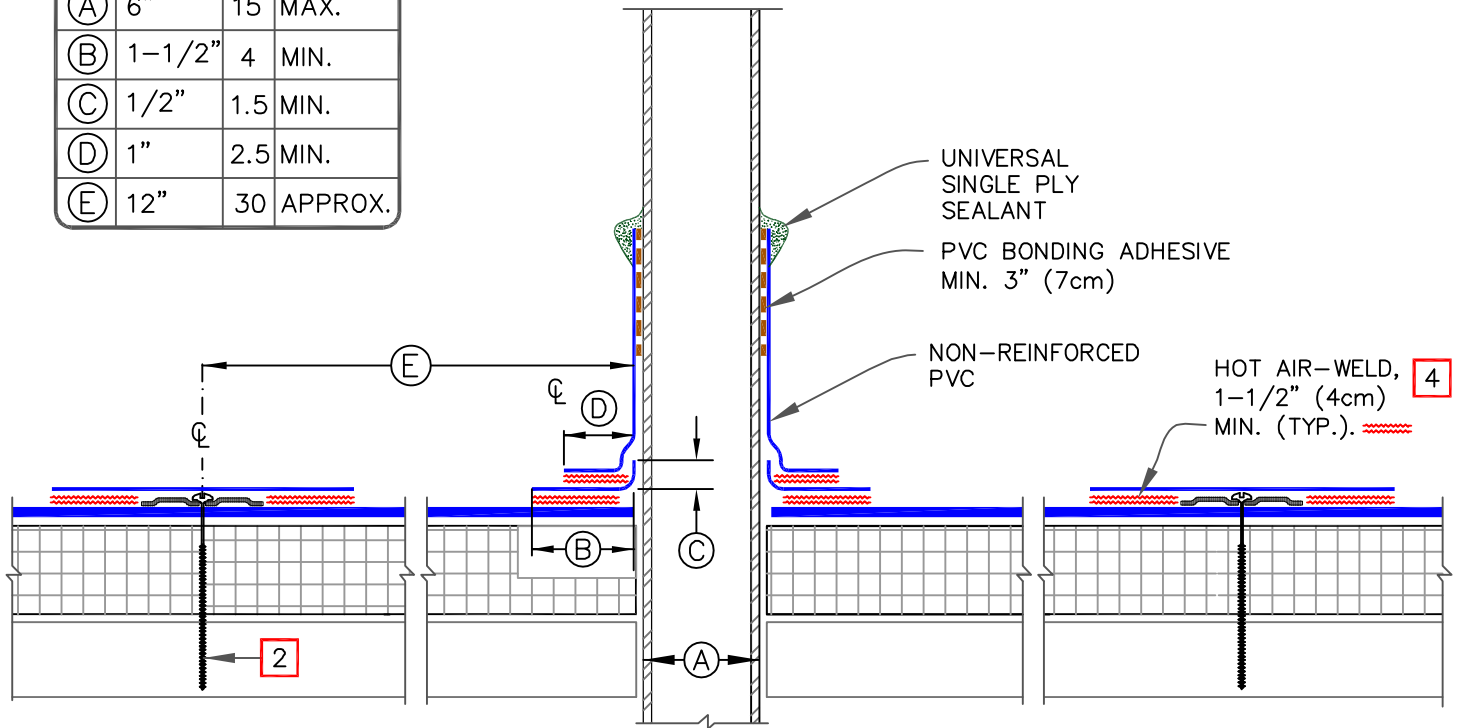 A 6" 15 MAX.
B 1-1/2" 4 MIN.
C 1/2" 1.5 MIN.
D 1" 2.5 MIN.
E 12" 30 APPROX.
UNIVERSAL
SINGLE PLY
SEALANT
PVC BONDING ADHESIVE
MIN. 3" (7cm)
NON-REINFORCED
PVC
HOT AIR-WELD, 4
1-1/2" (4cm)
MIN. (TYP.).
E
℄
D
℄
B
C
2
A